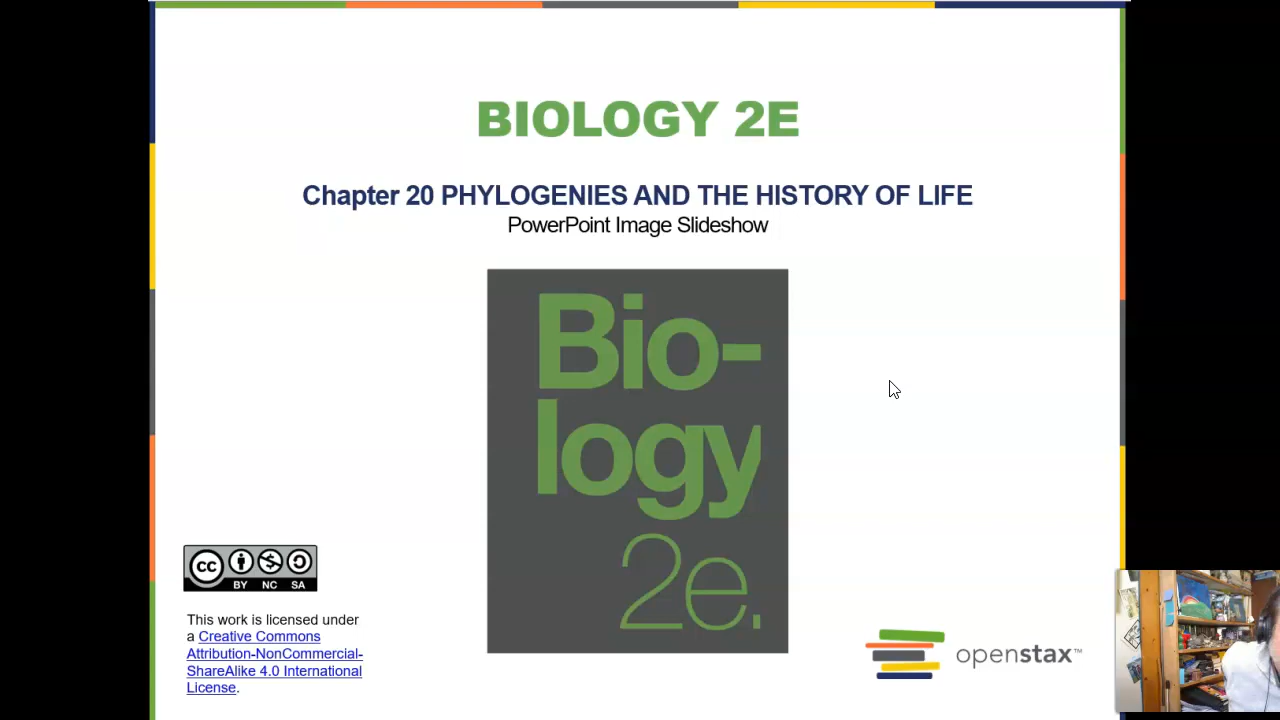 BIOLOGY 2E
Chapter 20 PHYLOGENIES AND THE HISTORY OF LIFE
PowerPoint Image Slideshow
Bio-
logy
2e.
cc
BY NC SA
This work is licensed under
a Creative Commons
Attribution-NonCommercial-
ShareAlike 4.0 International
License.
openstax™